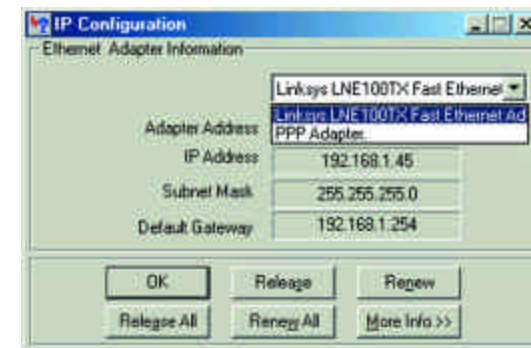 IP Configuration
Ethernet Adapter Information
Linksys LNE100TX Fast Ethernet
Linksys LNE100TX Fast Ethernet Ad
PPP Adapter.
Adapter Address
IP Address 192.168.1.45
Subnet Mask 255.255.255.0
Default Gateway 192.168.1.254
OK Release Renew
Release All Renew All More Info >>